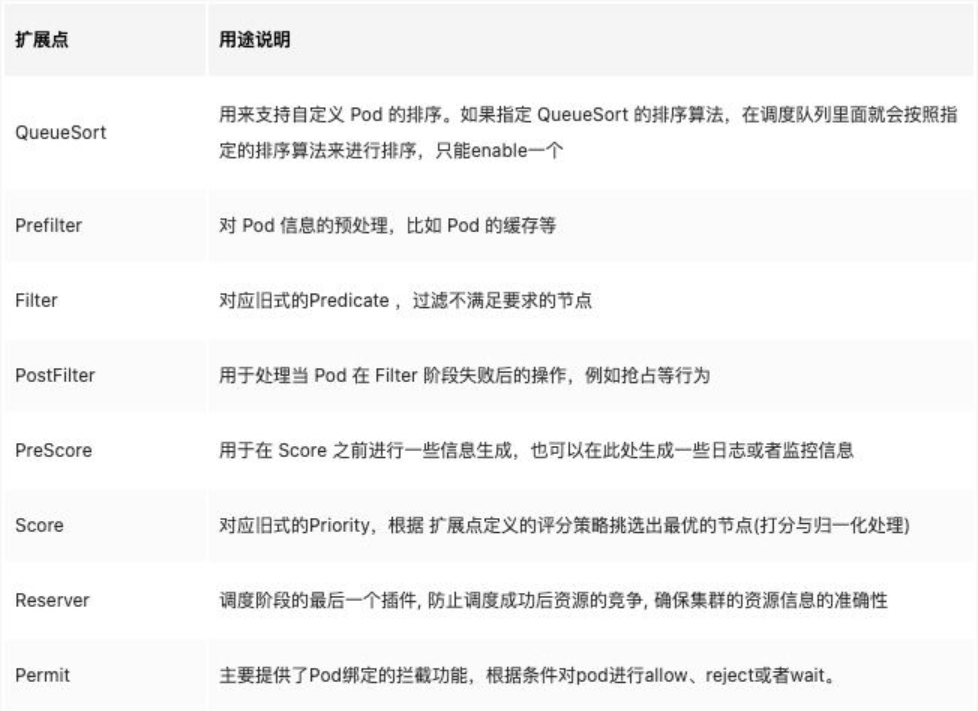 扩展点 用途说明
QueueSort 用来支持自定义 Pod 的排序。如果指定 QueueSort 的排序算法，在调度队列里面就会按照指
定的排序算法来进行排序，只能enable一个
Prefilter 对 Pod 信息的预处理，比如 Pod 的缓存等
Filter 对应旧式的Predicate ，过滤不满足要求的节点
PostFilter 用于处理当 Pod 在 Filter 阶段失败后的操作，例如抢占等行为
PreScore 用于在 Score 之前进行一些信息生成，也可以在此处生成一些日志或者监控信息
Score 对应旧式的Priority，根据 扩展点定义的评分策略挑选出最优的节点(打分与归一化处理)
Reserver 调度阶段的最后一个插件, 防止调度成功后资源的竞争, 确保集群的资源信息的准确性
Permit 主要提供了Pod绑定的拦截功能，根据条件对pod进行allow、reject或者wait。